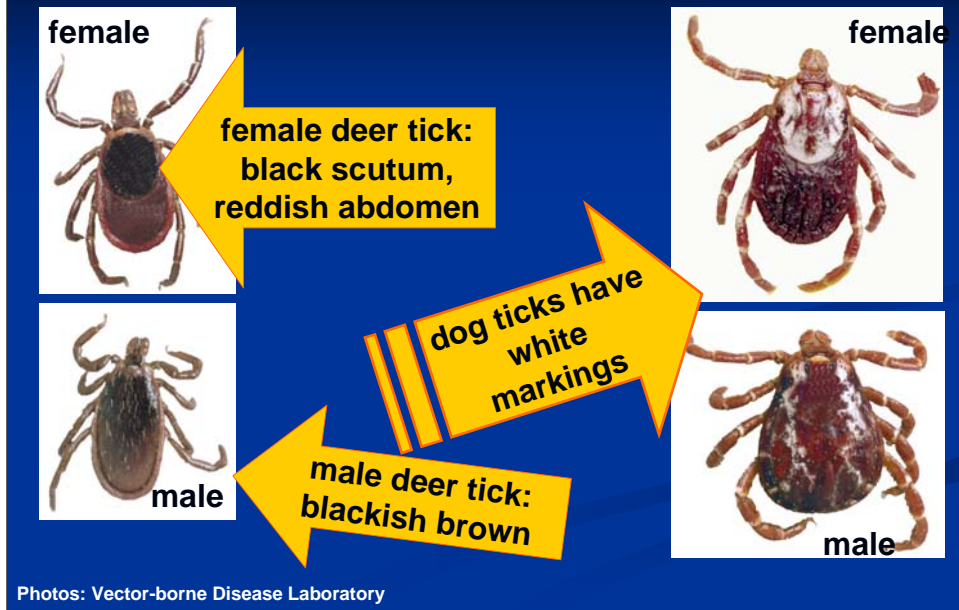 female
female deer tick:
black scutum,
reddish abdomen
female
dog ticks have
white
markings
male
male deer tick:
blackish brown
male
Photos: Vector-borne Disease Laboratory